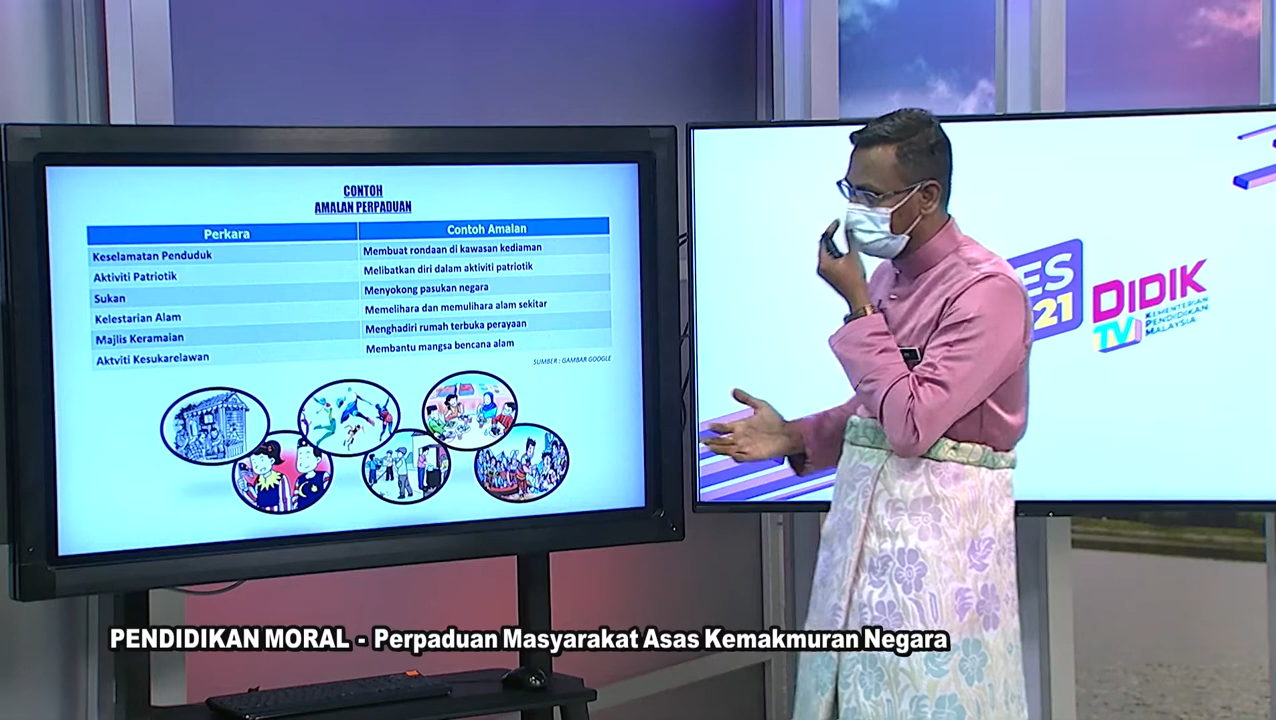 CONTOH
AMALAN PERPADUAN
Perkara Contoh Amalan
Keselamatan Penduduk Membuat rondaan di kawasan kediaman
Aktiviti Patriotik Melibatkan diri dalam aktiviti patriotik
Sukan Menyokong pasukan negara
Kelestarian Alam Memelihara dan memulihara alam sekitar
Majlis Keramaian Menghadiri rumah terbuka perayaan
Aktviti Kesukarelawan Membantu mangsa bencana alam
SUMBER : GAMBAR GOOGLE
ES
21
DIDIK
TV
KEMENTERIAN
PENDIDIKAN
MALAYSIA
PENDIDIKAN MORAL - Perpaduan Masyarakat Asas Kemakmuran Negara